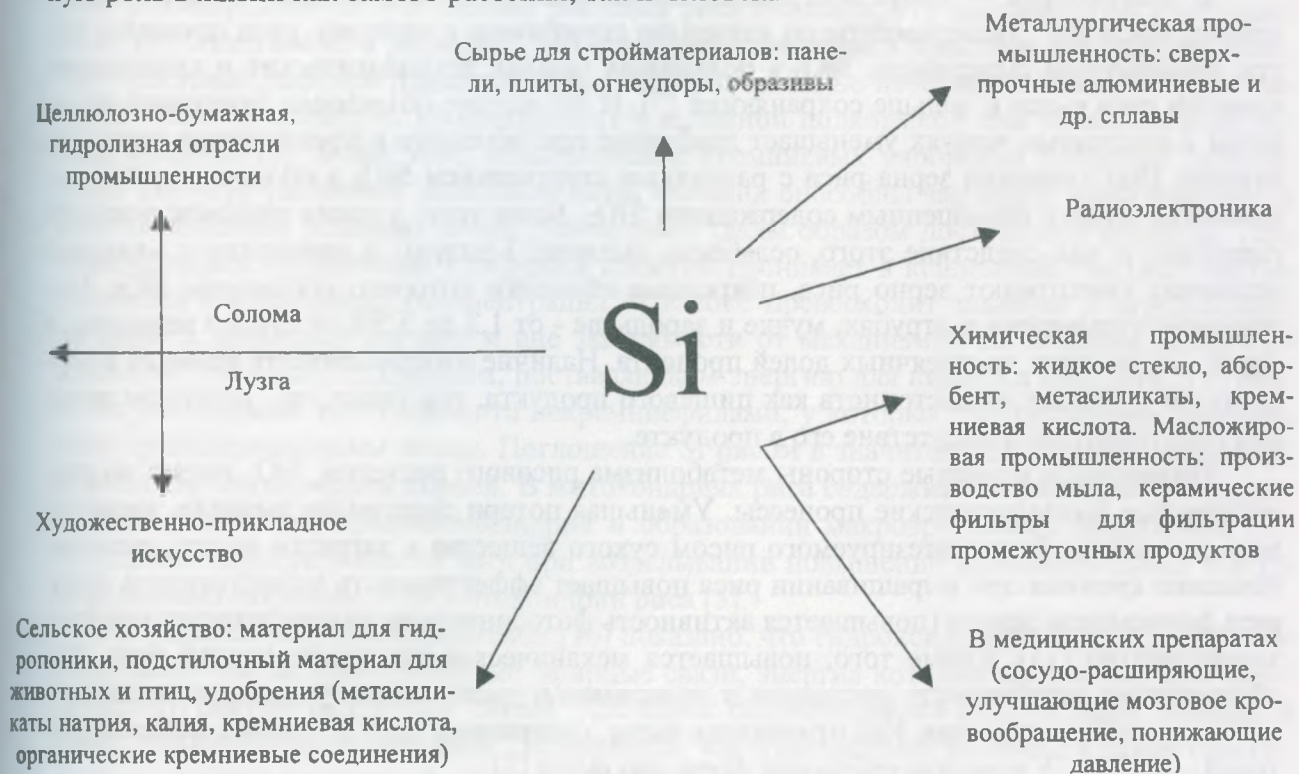 Сырье для стройматериалов: пане-
ли, плиты, огнеупоры, образивы
Металлургическая про-
мышленность: сверх-
прочные алюминиевые и
др. сплавы
Целлюлозно-бумажная,
гидролизная отрасли
промышленности
Радиоэлектроника
Солома
Лузга
Si
Химическая промышлен-
ность: жидкое стекло, абсор-
бент, метасиликаты, крем-
ниевая кислота. Масложиро-
вая промышленность: произ-
водство мыла, керамические
фильтры для фильтрации
промежуточных продуктов
Художественно-прикладное
искусство
Сельское хозяйство: материал для гид-
ропоники, подстилочный материал для
животных и птиц, удобрения (метасили-
каты натрия, калия, кремниевая кислота,
органические кремниевые соединения)
В медицинских препаратах
(сосудо-расширяющие,
улучшающие мозговое кро-
вообращение, понижающие
давление)